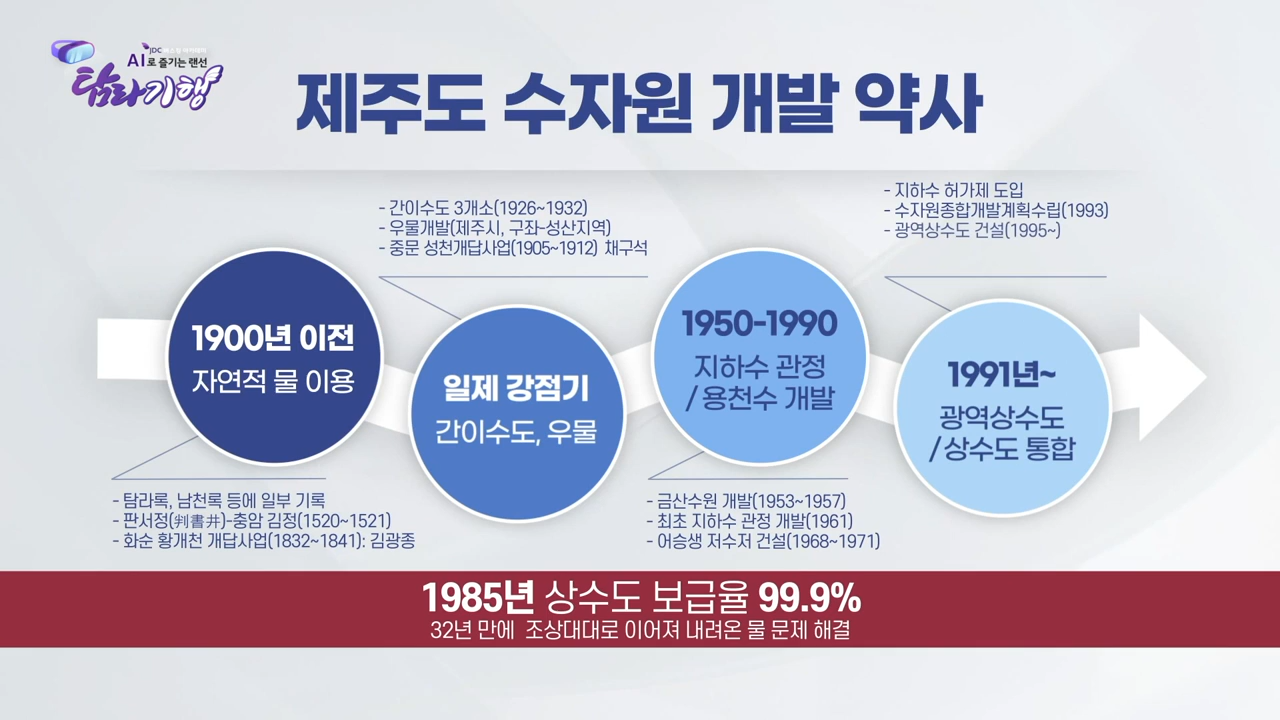 JDC 버스킹 아카데미
AI로 즐기는 랜선
탐라기행
제주도 수자원 개발 약사
- 간이수도 3개소(1926~1932)
- 우물개발(제주시, 구좌-성산지역)
- 중문 성천개답사업(1905~1912) 채구석
- 지하수 허가제 도입
- 수자원종합개발계획수립(1993)
- 광역상수도 건설(1995~)
1900년 이전
자연적 물 이용
일제 강점기
간이수도, 우물
1950-1990
지하수 관정
/ 용천수 개발
1991년~
광역상수도
/ 상수도 통합
- 탐라록, 남천록 등에 일부 기록
- 판서정(判書井)-충암 김정(1520~1521)
- 화순 황개천 개답사업(1832~1841): 김광종
- 금산수원 개발(1953~1957)
- 최초 지하수 관정 개발(1961)
- 어승생 저수저 건설(1968~1971)
1985년 상수도 보급율 99.9%
32년 만에 조상대대로 이어져 내려온 물 문제 해결